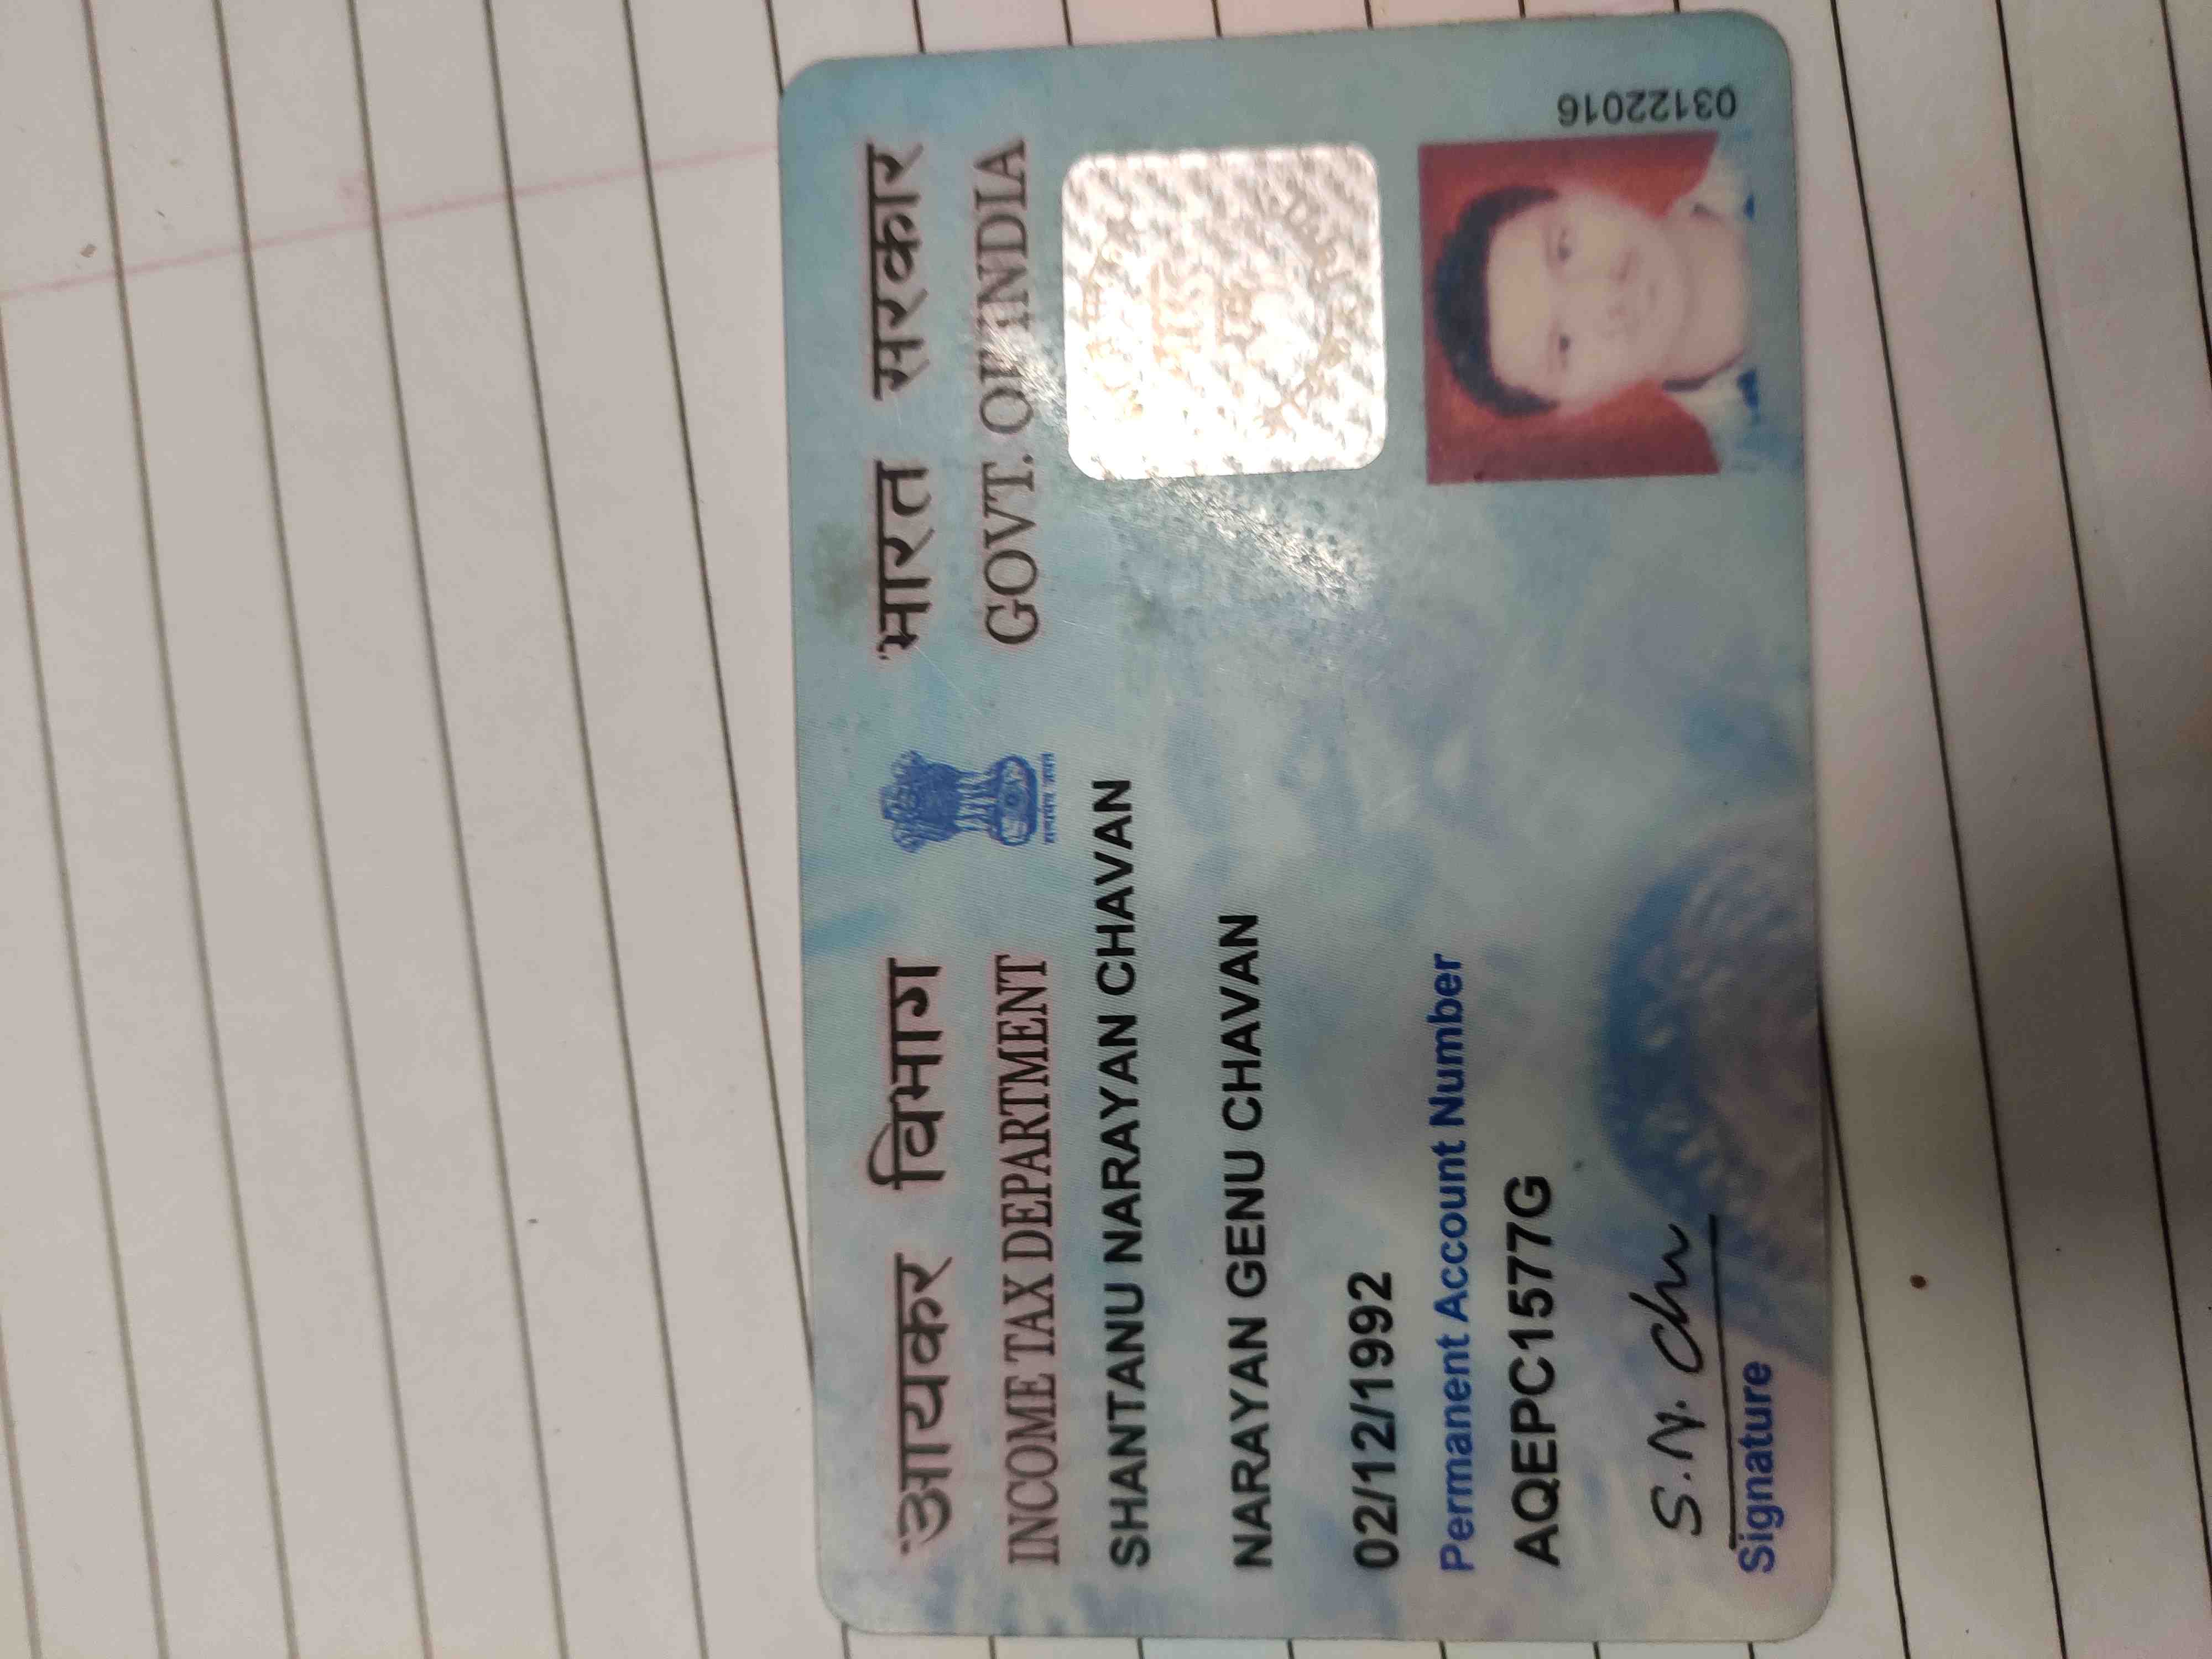 आयकर विभाग भारत सरकार
INCOME TAX DEPARTMENT GOVT. OF INDIA
सत्यमेव जयते
SHANTANU NARAYAN CHAVAN
NARAYAN GENU CHAVAN
02/12/1992
Permanent Account Number
AQEPC1577G
S.N. Ch
Signature
03122016